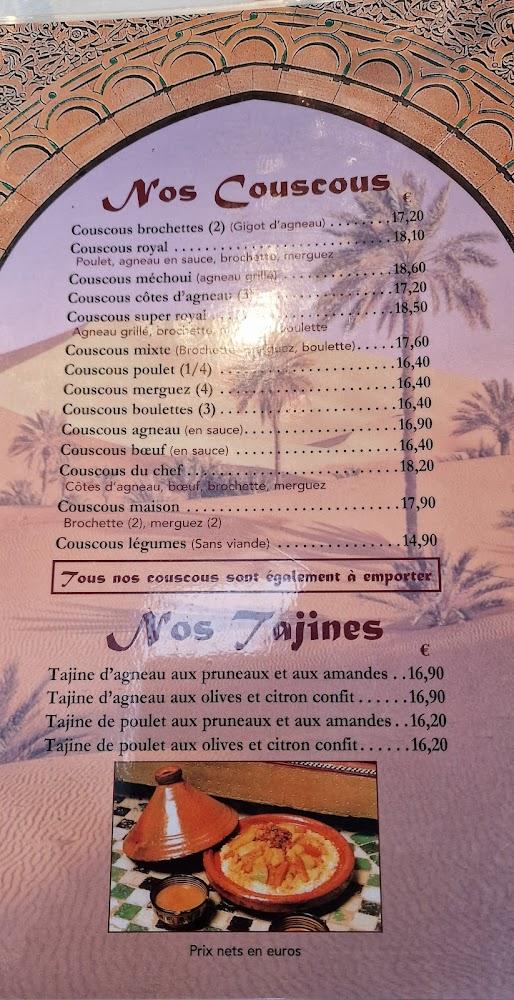 Nos Couscous
€
Couscous brochettes (2) (Gigot d'agneau) ........17,20
Couscous royal ..............................18,10
Poulet, agneau en sauce, brochette, merguez
Couscous méchoui (agneau grillé)................18,60
Couscous côtes d'agneau (3)....................17,20
Couscous super royal ..........................18,50
Agneau grillé, brochette, boulette
Couscous mixte (Brochette, merguez, boulette).....17,60
Couscous poulet (1/4) .........................16,40
Couscous merguez (4) .........................16,40
Couscous boulettes (3) .........................16,40
Couscous agneau (en sauce).....................16,90
Couscous bœuf (en sauce) ......................16,40
Couscous du chef.............................18,20
Côtes d'agneau, bœuf, brochette, merguez
Couscous maison .............................17,90
Brochette (2), merguez (2)
Couscous légumes (Sans viande) .................14,90
Tous nos couscous sont également à emporter
Nos Tajines
€
Tajine d'agneau aux pruneaux et aux amandes ..16,90
Tajine d'agneau aux olives et citron confit......16,90
Tajine de poulet aux pruneaux et aux amandes..16,20
Tajine de poulet aux olives et citron confit......16,20
Prix nets en euros